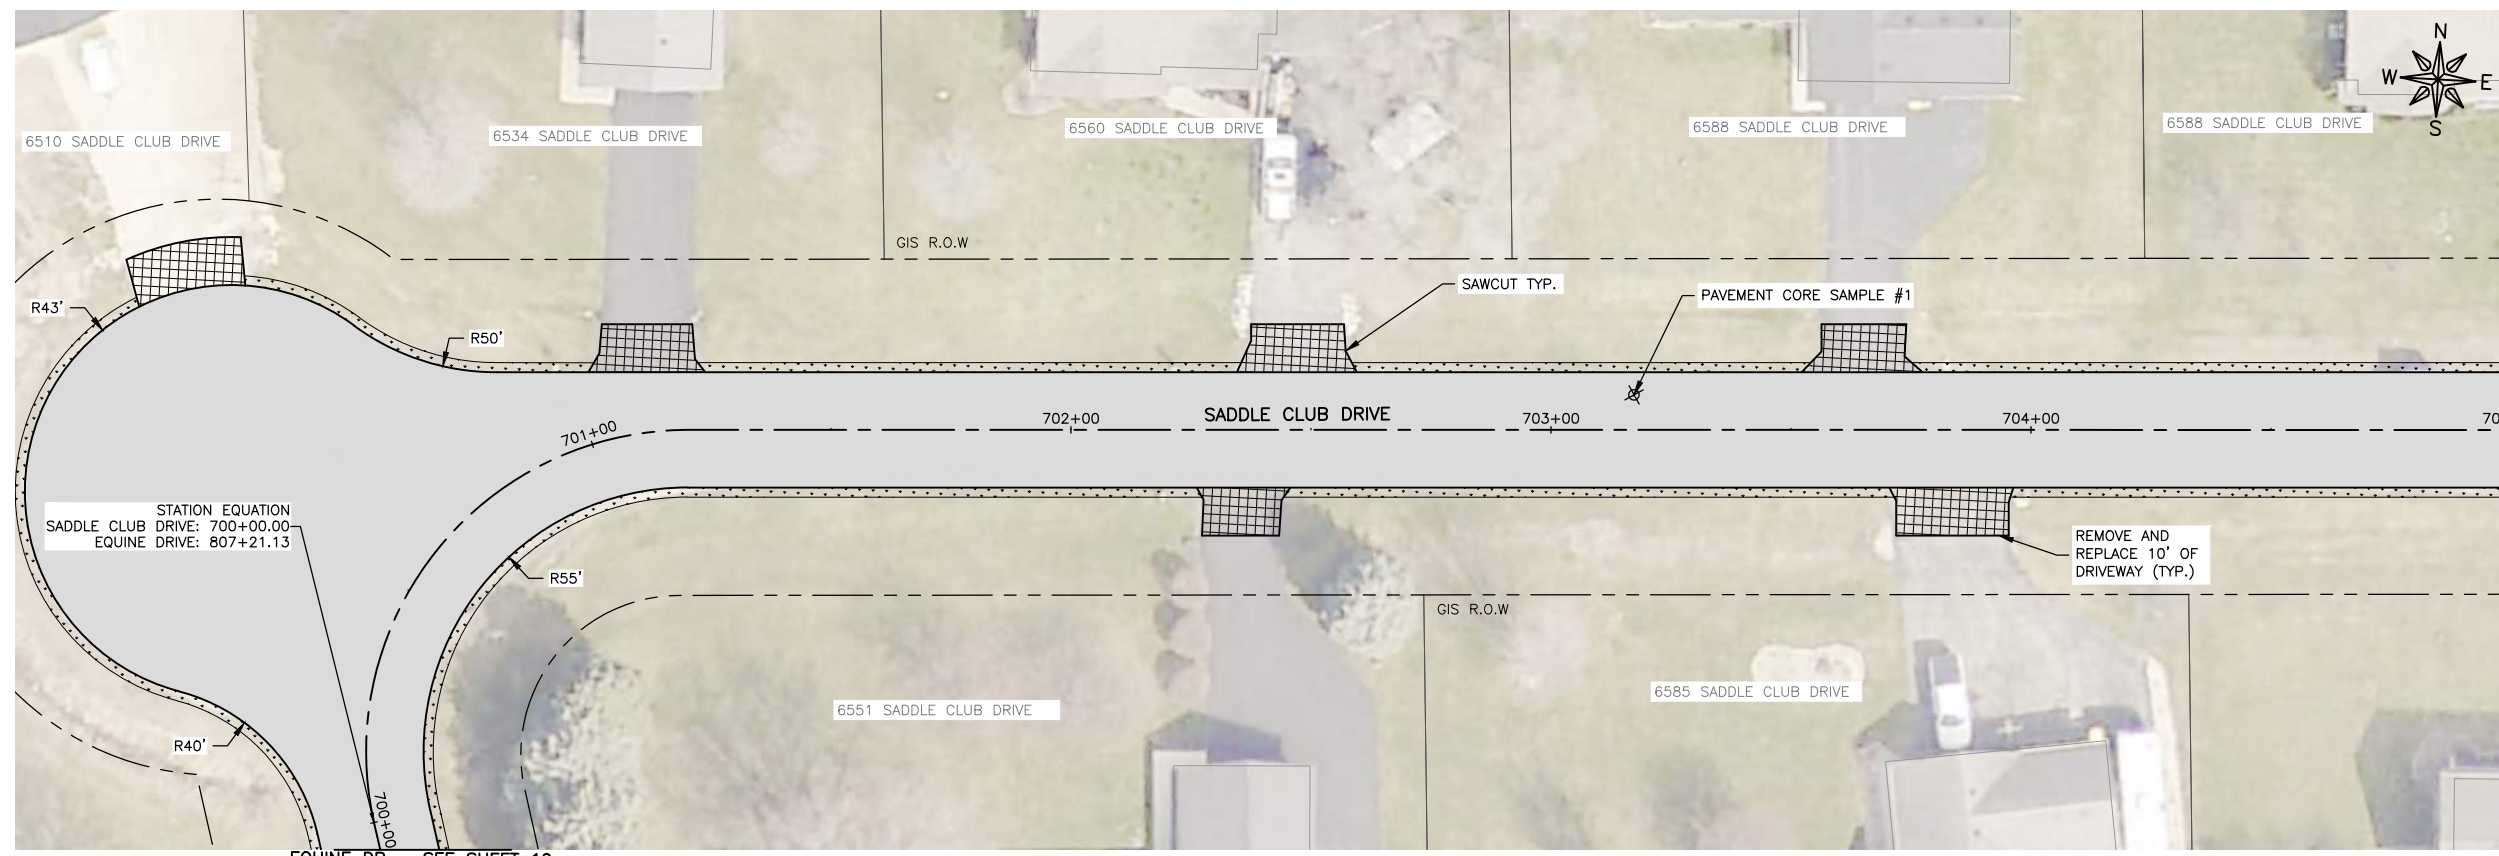 N
W
E
S
6510 SADDLE CLUB DRIVE
6534 SADDLE CLUB DRIVE
6560 SADDLE CLUB DRIVE
6588 SADDLE CLUB DRIVE
6588 SADDLE CLUB DRIVE
GIS R.O.W
SAWCUT TYP.
PAVEMENT CORE SAMPLE #1
R43'
R50'
701+00
702+00
SADDLE CLUB DRIVE
703+00
704+00
70
STATION EQUATION
SADDLE CLUB DRIVE: 700+00.00
EQUINE DRIVE: 807+21.13
R55'
REMOVE AND
REPLACE 10' OF
DRIVEWAY (TYP.)
GIS R.O.W
6551 SADDLE CLUB DRIVE
6585 SADDLE CLUB DRIVE
R40'
700+00